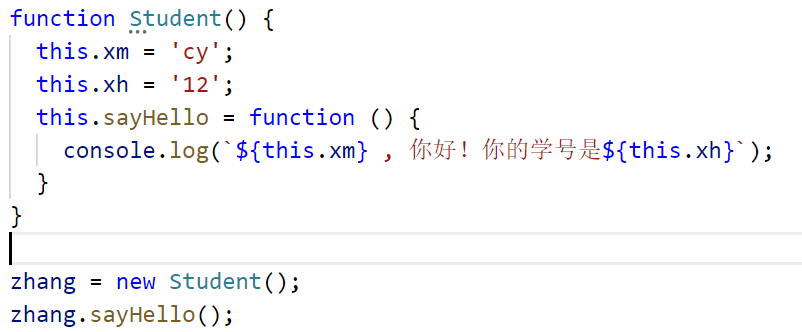 function Student() {
  this.xm = 'cy';
  this.xh = '12';
  this.sayHello = function () {
    console.log(`${this.xm} , 你好！你的学号是${this.xh}`);
  }
}
zhang = new Student();
zhang.sayHello();